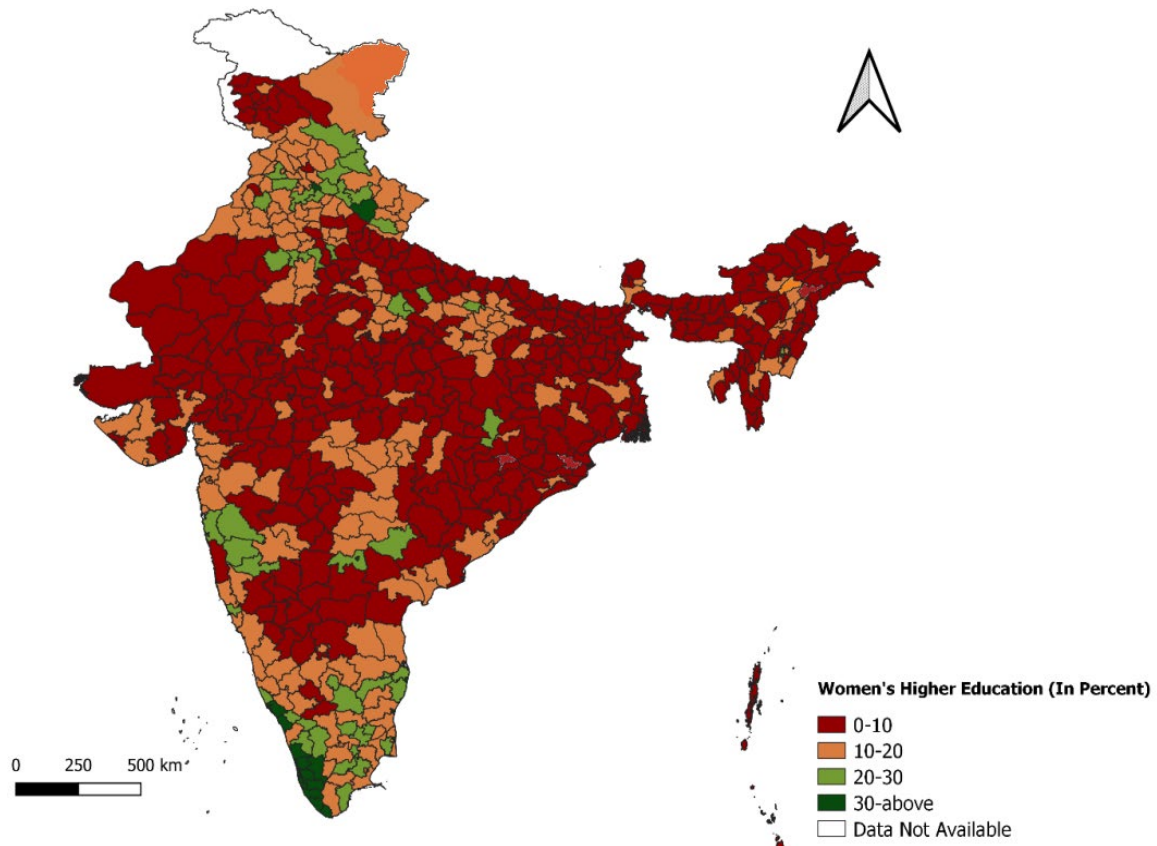 0 250 500 km
Women's Higher Education (In Percent)
0-10
10-20
20-30
30-above
Data Not Available